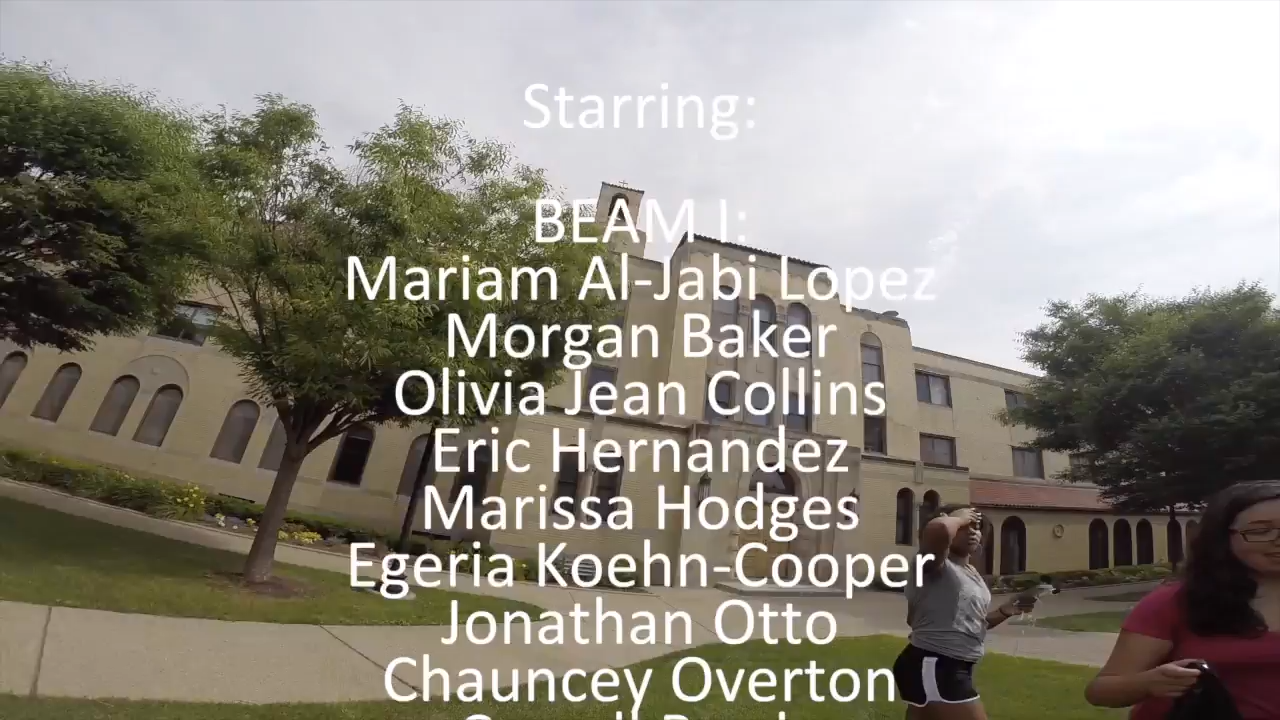 Starring:
BEAM I:
Mariam Al-Jabi Lopez
Morgan Baker
Olivia Jean Collins
Eric Hernandez
Marissa Hodges
Egeria Koehn-Cooper
Jonathan Otto
Chauncey Overton